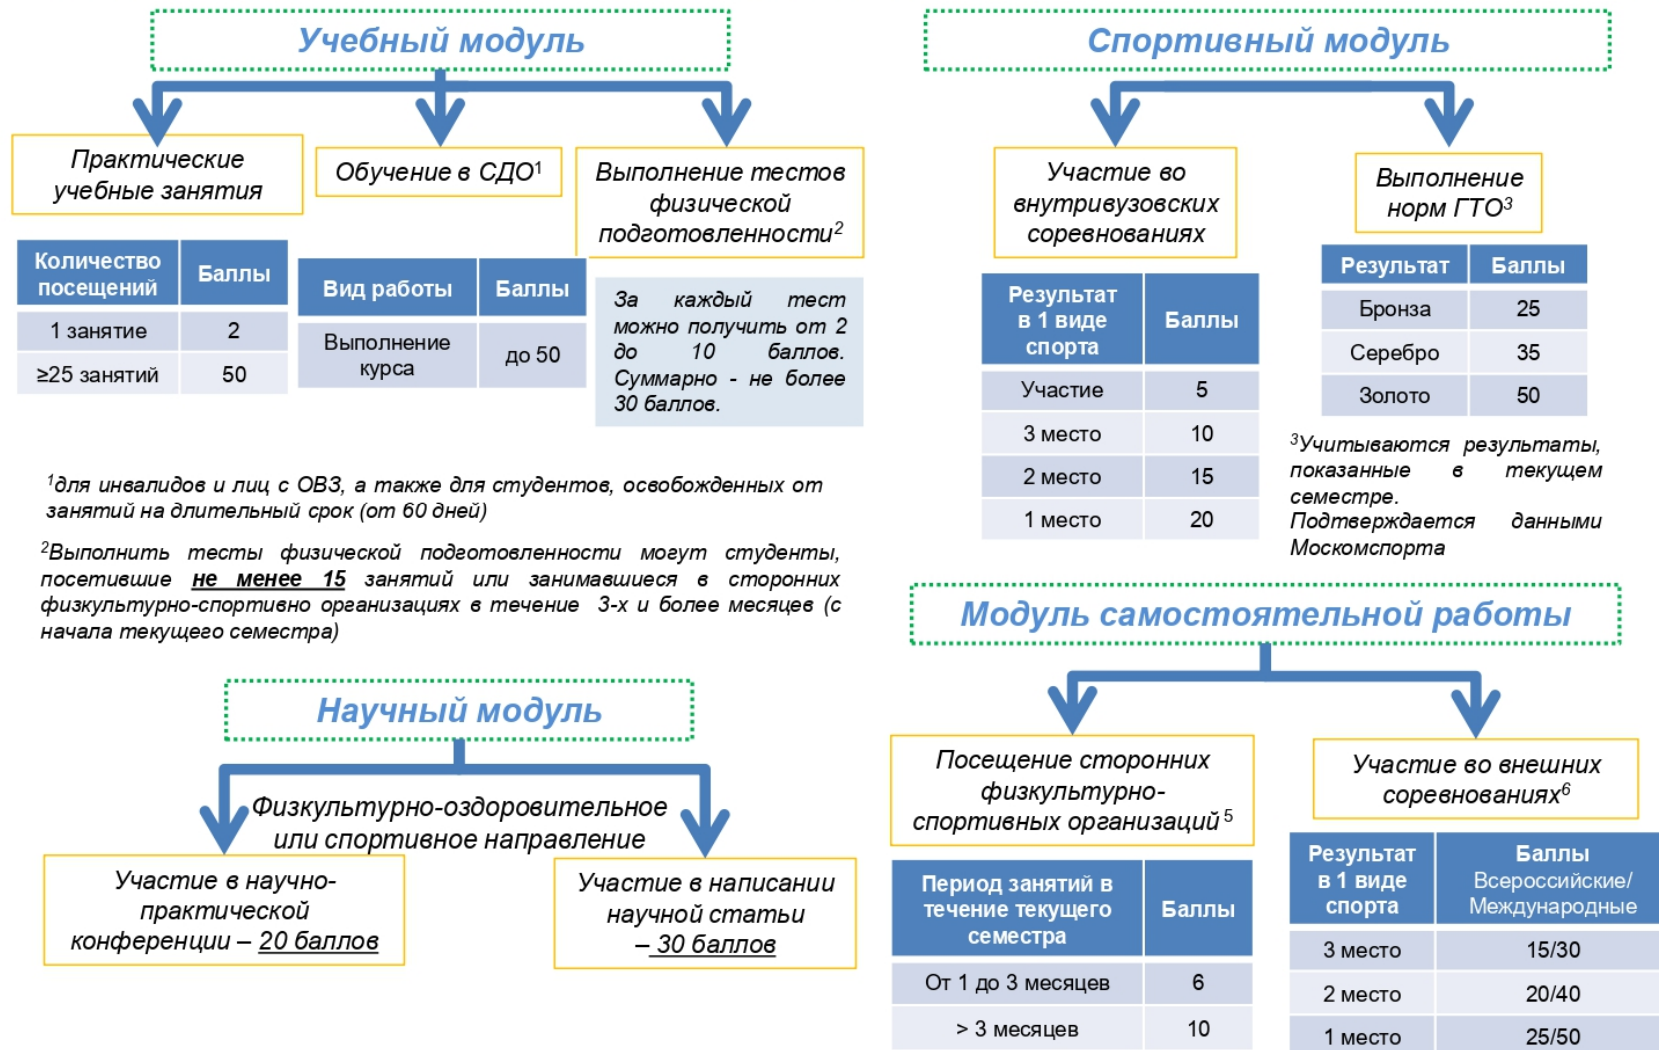 Учебный модуль
Практические
учебные занятия
Обучение в СДО¹
Выполнение тестов
физической
подготовленности²
Количество посещений Баллы
1 занятие 2
≥25 занятий 50
Вид работы Баллы
Выполнение курса до 50
За каждый тест
можно получить от 2
до 10 баллов.
Суммарно - не более
30 баллов.
¹для инвалидов и лиц с ОВЗ, а также для студентов, освобожденных от
занятий на длительный срок (от 60 дней)
²Выполнить тесты физической подготовленности могут студенты,
посетившие не менее 15 занятий или занимавшиеся в сторонних
физкультурно-спортивно организациях в течение 3-х и более месяцев (с
начала текущего семестра)
Спортивный модуль
Участие во
внутривузовских
соревнованиях
Выполнение
норм ГТО³
Результат в 1 виде спорта Баллы
Участие 5
3 место 10
2 место 15
1 место 20
Результат Баллы
Бронза 25
Серебро 35
Золото 50
³Учитываются результаты,
показанные в текущем
семестре.
Подтверждается данными
Москомспорта
Научный модуль
Физкультурно-оздоровительное
или спортивное направление
Участие в научно-
практической
конференции – 20 баллов
Участие в написании
научной статьи
– 30 баллов
Модуль самостоятельной работы
Посещение сторонних
физкультурно-
спортивных организаций ⁵
Участие во внешних
соревнованиях⁶
Период занятий в течение текущего семестра Баллы
От 1 до 3 месяцев 6
> 3 месяцев 10
Результат в 1 виде спорта Баллы Всероссийские/ Международные
3 место 15/30
2 место 20/40
1 место 25/50